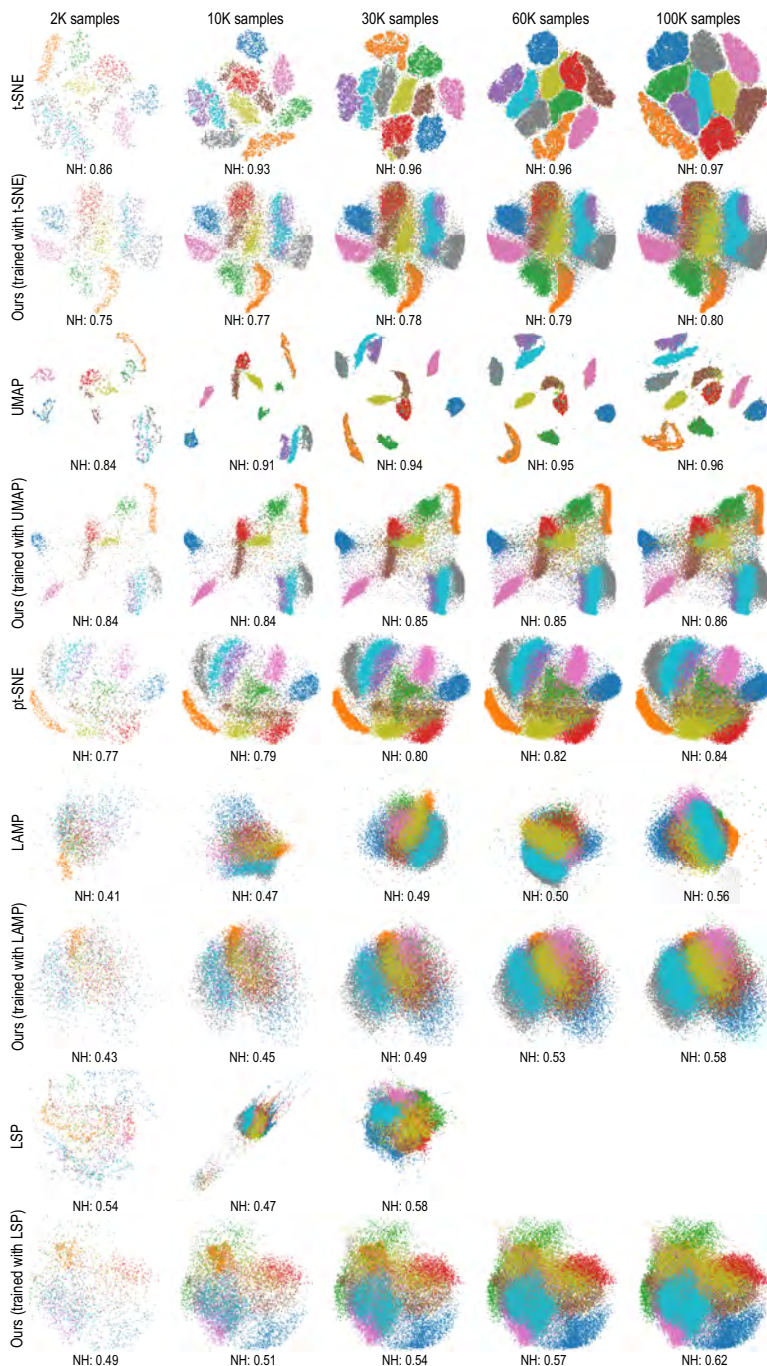 2K samples 10K samples 30K samples 60K samples 100K samples
t-SNE
NH: 0.86 NH: 0.93 NH: 0.96 NH: 0.96 NH: 0.97
Ours (trained with t-SNE)
NH: 0.75 NH: 0.77 NH: 0.78 NH: 0.79 NH: 0.80
UMAP
NH: 0.84 NH: 0.91 NH: 0.94 NH: 0.95 NH: 0.96
Ours (trained with UMAP)
NH: 0.84 NH: 0.84 NH: 0.85 NH: 0.85 NH: 0.86
pt-SNE
NH: 0.77 NH: 0.79 NH: 0.80 NH: 0.82 NH: 0.84
LAMP
NH: 0.41 NH: 0.47 NH: 0.49 NH: 0.50 NH: 0.56
Ours (trained with LAMP)
NH: 0.43 NH: 0.45 NH: 0.49 NH: 0.53 NH: 0.58
LSP
NH: 0.54 NH: 0.47 NH: 0.58
Ours (trained with LSP)
NH: 0.49 NH: 0.51 NH: 0.54 NH: 0.57 NH: 0.62